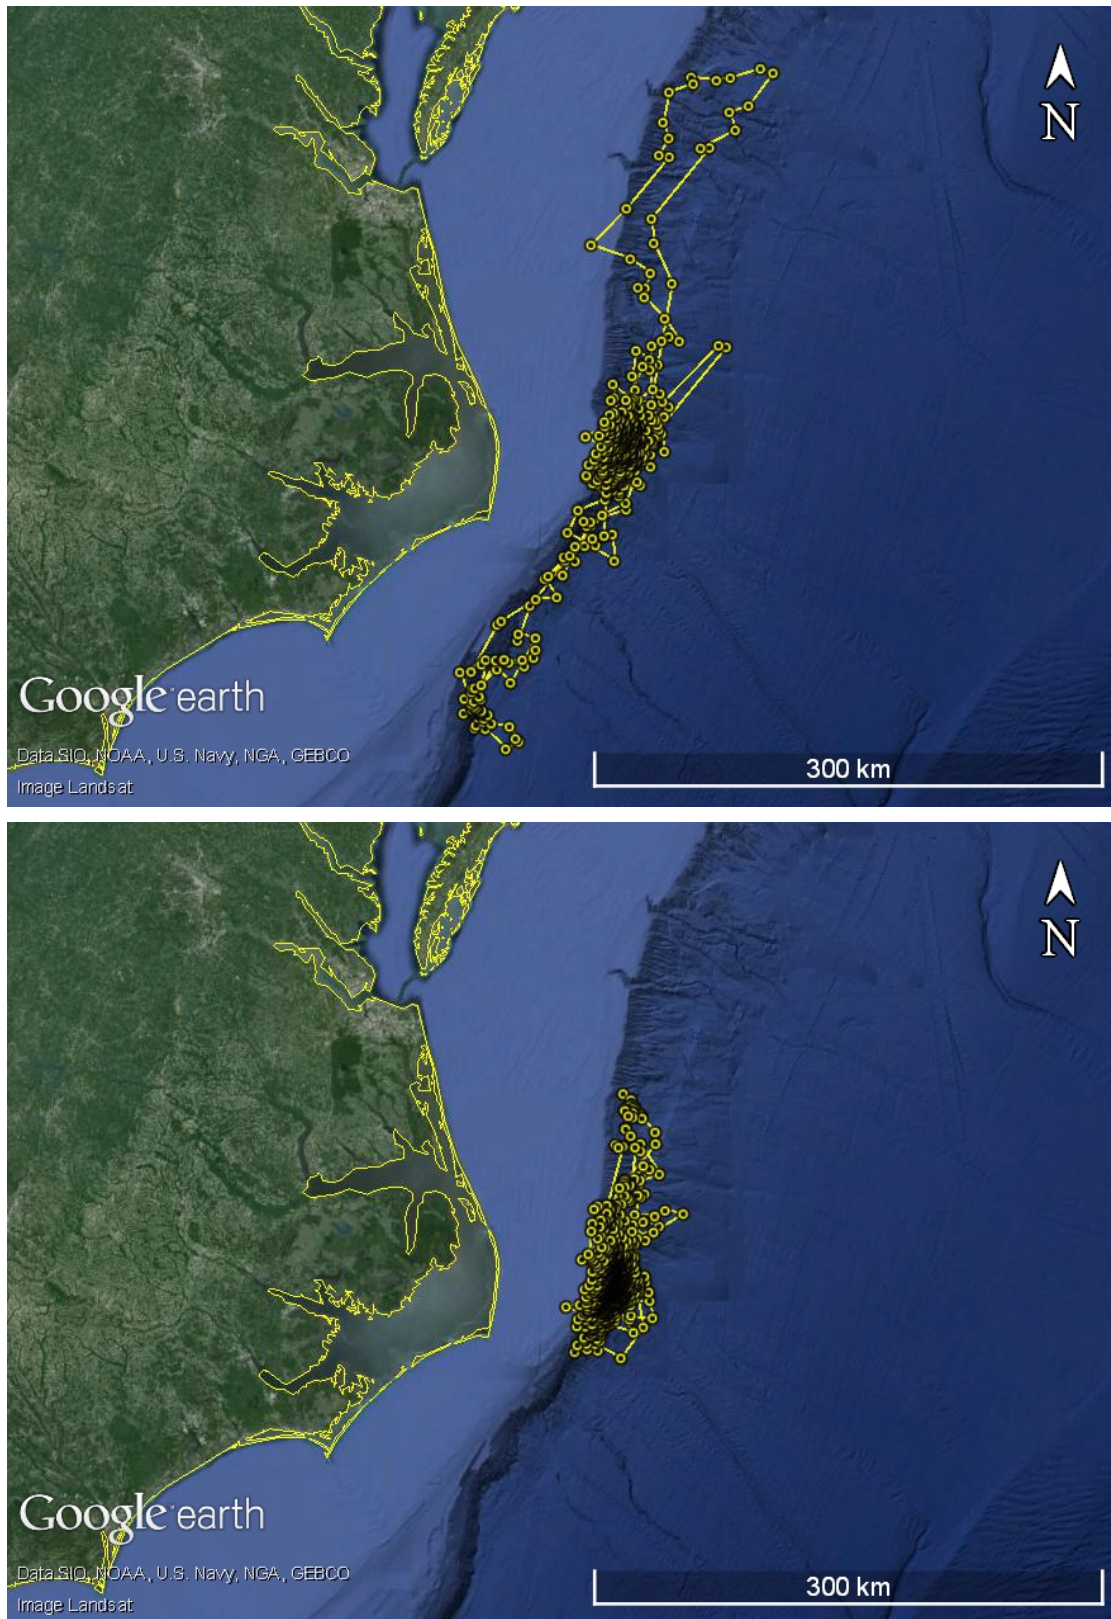 N
Google earth
300 km
Data SIO, NOAA, U.S. Navy, NGA, GEBCO
Image Landsat
N
Google earth
300 km
Data SIO, NOAA, U.S. Navy, NGA, GEBCO
Image Landsat